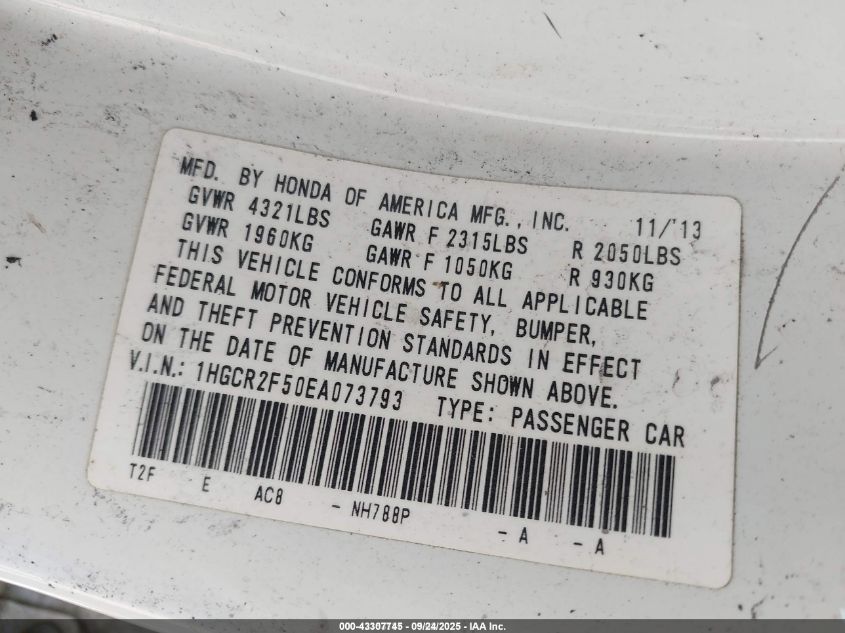 MFD. BY HONDA OF AMERICA MFG., INC. 11/'13
GVWR 4321LBS GAWR F 2315LBS R 2050LBS
GVWR 1960KG GAWR F 1050KG R 930KG
THIS VEHICLE CONFORMS TO ALL APPLICABLE
FEDERAL MOTOR VEHICLE SAFETY, BUMPER,
AND THEFT PREVENTION STANDARDS IN EFFECT
ON THE DATE OF MANUFACTURE SHOWN ABOVE.
V.I.N.: 1HGCR2F50EA073793 TYPE: PASSENGER CAR
T2F E AC8 - NH788P - A - A
000-43307745 - 09/24/2025 - IAA Inc.